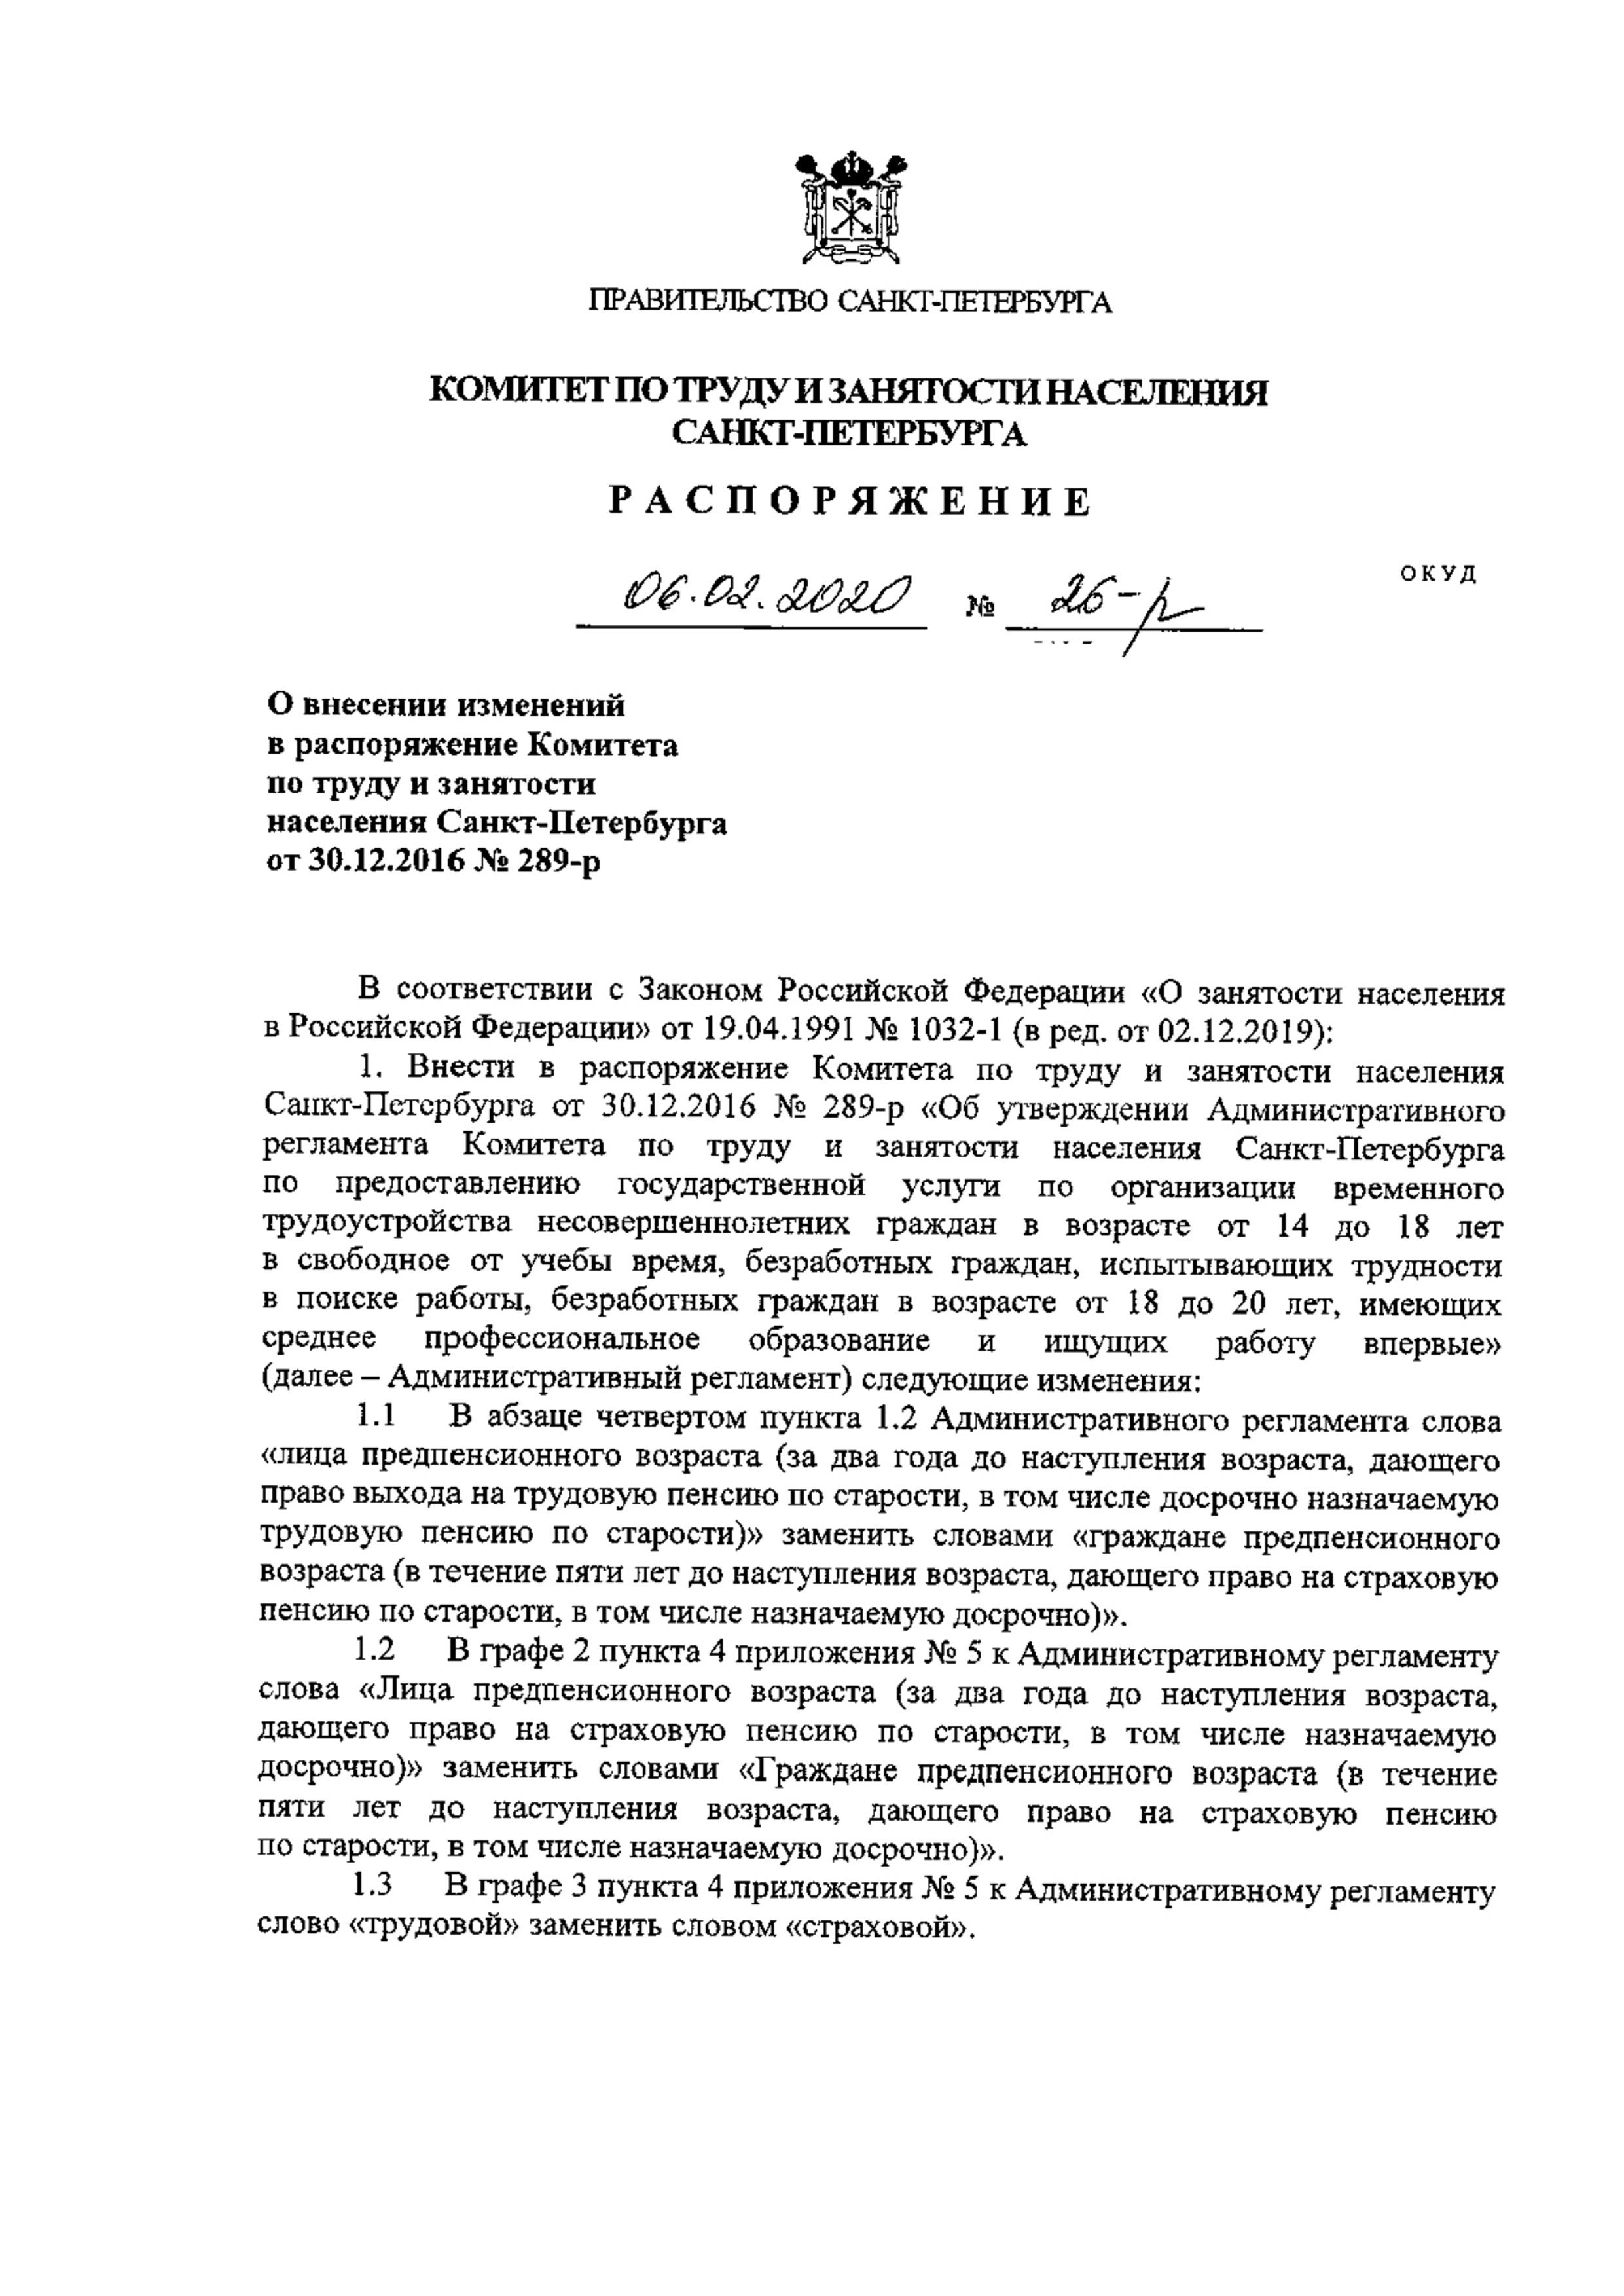 ПРАВИТЕЛЬСТВО САНКТ-ПЕТЕРБУРГА
КОМИТЕТ ПО ТРУДУ И ЗАНЯТОСТИ НАСЕЛЕНИЯ
САНКТ-ПЕТЕРБУРГА
РАСПОРЯЖЕНИЕ
ОКУД
06.02.2020 № 26-р
О внесении изменений
в распоряжение Комитета
по труду и занятости
населения Санкт-Петербурга
от 30.12.2016 № 289-р
В соответствии с Законом Российской Федерации «О занятости населения
в Российской Федерации» от 19.04.1991 № 1032-1 (в ред. от 02.12.2019):
1. Внести в распоряжение Комитета по труду и занятости населения
Санкт-Петербурга от 30.12.2016 № 289-р «Об утверждении Административного
регламента Комитета по труду и занятости населения Санкт-Петербурга
по предоставлению государственной услуги по организации временного
трудоустройства несовершеннолетних граждан в возрасте от 14 до 18 лет
в свободное от учебы время, безработных граждан, испытывающих трудности
в поиске работы, безработных граждан в возрасте от 18 до 20 лет, имеющих
среднее профессиональное образование и ищущих работу впервые»
(далее – Административный регламент) следующие изменения:
1.1 В абзаце четвертом пункта 1.2 Административного регламента слова
«лица предпенсионного возраста (за два года до наступления возраста, дающего
право выхода на трудовую пенсию по старости, в том числе досрочно назначаемую
трудовую пенсию по старости)» заменить словами «граждане предпенсионного
возраста (в течение пяти лет до наступления возраста, дающего право на страховую
пенсию по старости, в том числе назначаемую досрочно)».
1.2 В графе 2 пункта 4 приложения № 5 к Административному регламенту
слова «Лица предпенсионного возраста (за два года до наступления возраста,
дающего право на страховую пенсию по старости, в том числе назначаемую
досрочно)» заменить словами «Граждане предпенсионного возраста (в течение
пяти лет до наступления возраста, дающего право на страховую пенсию
по старости, в том числе назначаемую досрочно)».
1.3 В графе 3 пункта 4 приложения № 5 к Административному регламенту
слово «трудовой» заменить словом «страховой».